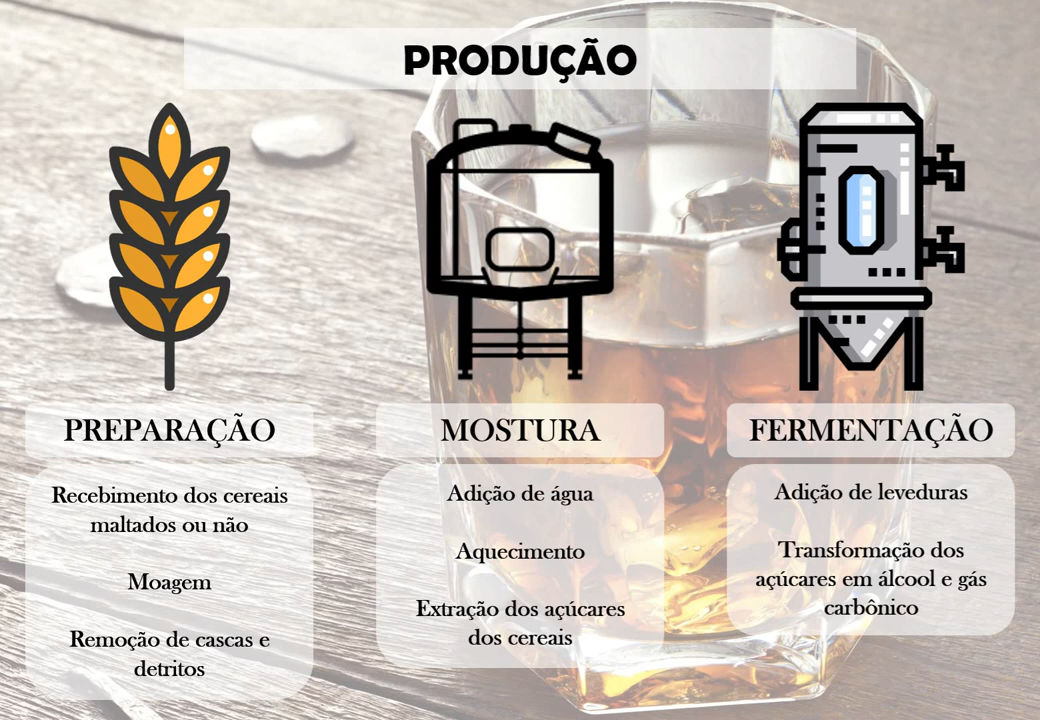 PRODUÇÃO
PREPARAÇÃO
Recebimento dos cereais
maltados ou não
Moagem
Remoção de cascas e
detritos
MOSTURA
Adição de água
Aquecimento
Extração dos açúcares
dos cereais
FERMENTAÇÃO
Adição de leveduras
Transformação dos
açúcares em álcool e gás
carbônico